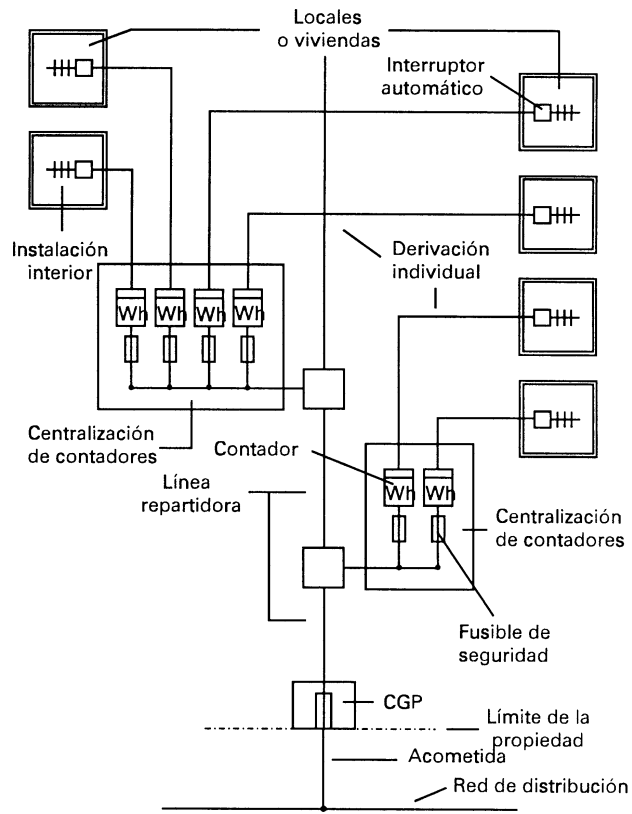 Locales
o viviendas
Interruptor
automático
Instalación
interior
Derivación
individual
Wh
Wh
Wh
Wh
Centralización
de contadores
Contador
Línea
repartidora
Wh
Wh
Centralización
de contadores
Fusible de
seguridad
CGP
Límite de la
propiedad
Acometida
Red de distribución